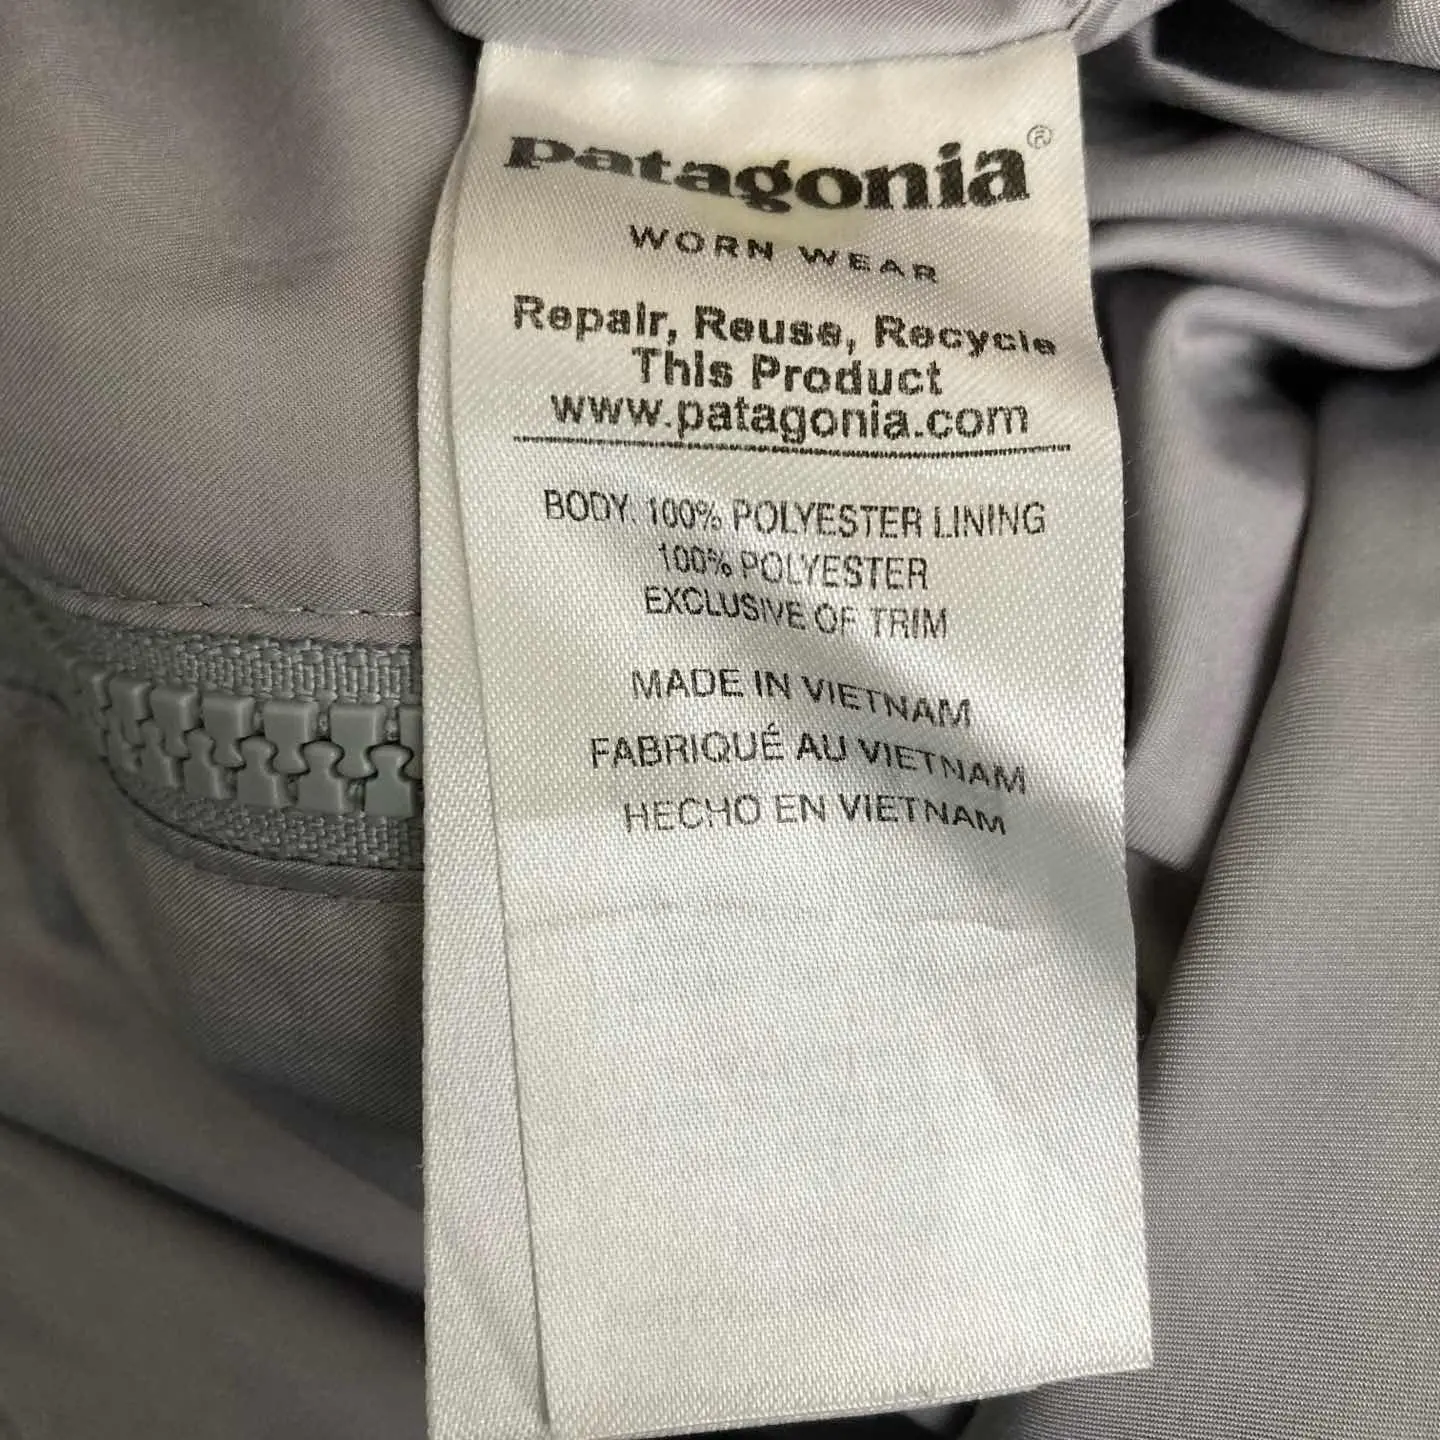 patagonia®
WORN WEAR
Repair, Reuse, Recycle
This Product
www.patagonia.com
BODY: 100% POLYESTER LINING
100% POLYESTER
EXCLUSIVE OF TRIM
MADE IN VIETNAM
FABRIQUÉ AU VIETNAM
HECHO EN VIETNAM